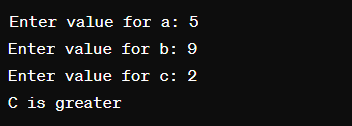 Enter value for a: 5
Enter value for b: 9
Enter value for c: 2
C is greater